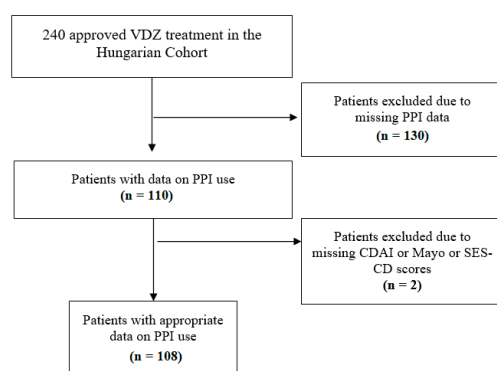 240 approved VDZ treatment in the
Hungarian Cohort
Patients excluded due to
missing PPI data
(n = 130)
Patients with data on PPI use
(n = 110)
Patients excluded due to
missing CDAI or Mayo or SES-
CD scores
(n = 2)
Patients with appropriate
data on PPI use
(n = 108)